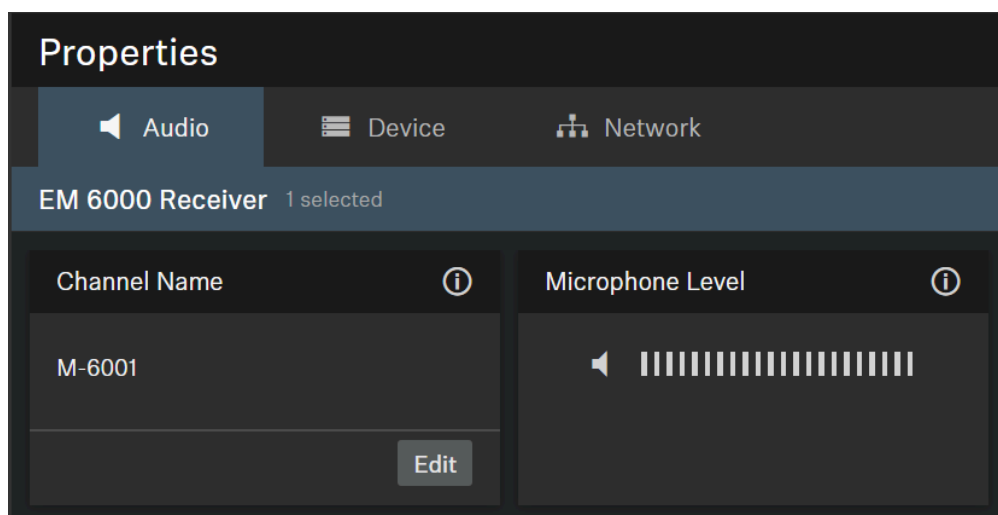 Properties
Audio Device Network
EM 6000 Receiver 1 selected
Channel Name
M-6001
Edit
Microphone Level